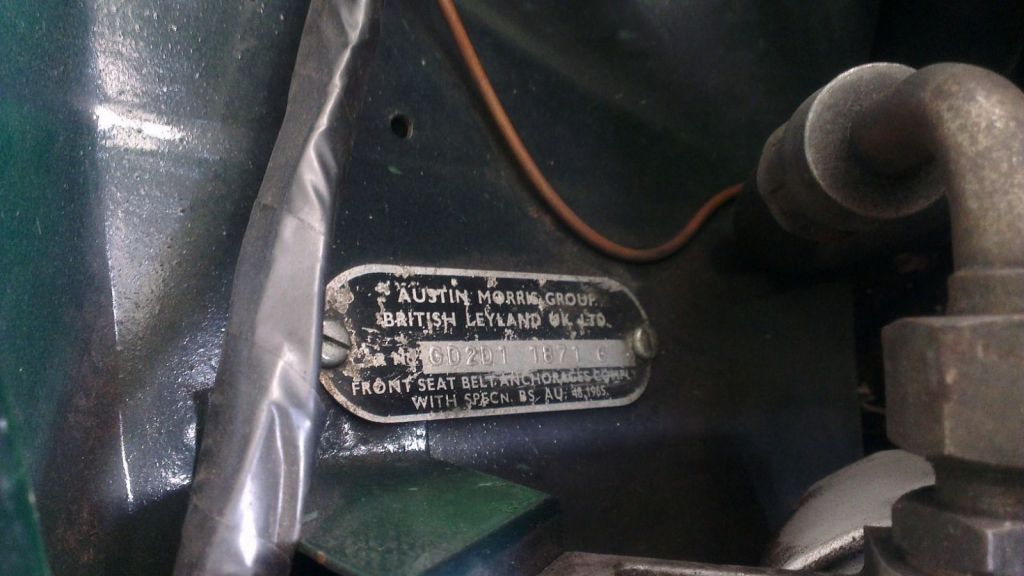 AUSTIN MORRIS GROUP
BRITISH LEYLAND UK LTD
GD2D1 1871 G
FRONT SEAT BELT ANCHORAGES COMPLY
WITH SPECN. BS. AU. 48,1965.